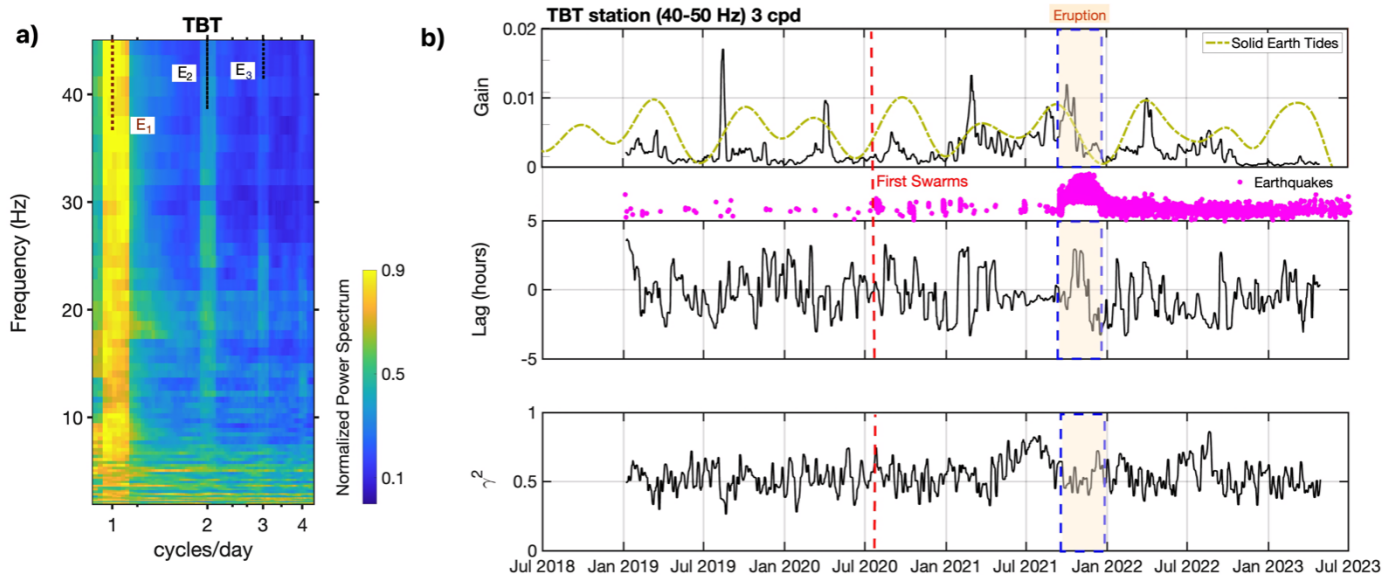 a)
TBT
E1
E2
E3
40
30
20
10
Frequency (Hz)
1
2
3
4
cycles/day
0.9
0.5
0.1
Normalized Power Spectrum
b)
TBT station (40-50 Hz) 3 cpd
Eruption
Solid Earth Tides
0.02
0.01
0
Gain
First Swarms
Earthquakes
5
0
-5
Lag (hours)
1
0.5
0
γ2
Jul 2018
Jan 2019
Jul 2019
Jan 2020
Jul 2020
Jan 2021
Jul 2021
Jan 2022
Jul 2022
Jan 2023
Jul 2023